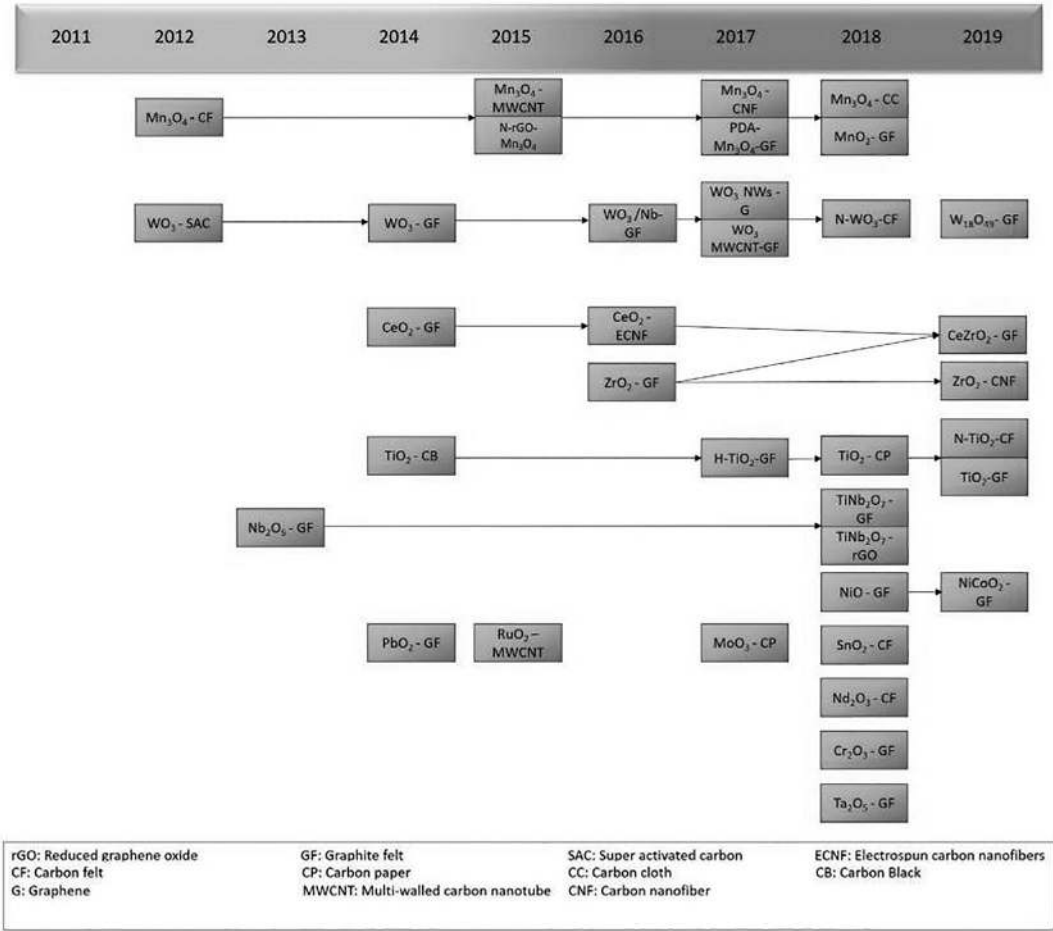 2011 2012 2013 2014 2015 2016 2017 2018 2019
Mn₃O₄ - CF
Mn₃O₄ -
MWCNT
N-rGO-
Mn₃O₄
Mn₃O₄ -
CNF
PDA-
Mn₃O₄-GF
Mn₃O₄ - CC
MnO₂ - GF
WO₃ - SAC
WO₃ - GF
WO₃ /Nb-
GF
WO₃ NWs -
G
WO₃
MWCNT-GF
N-WO₃-CF
W₁₈O₄₉- GF
CeO₂ - GF
CeO₂ -
ECNF
CeZrO₂ - GF
ZrO₂ - GF
ZrO₂ - CNF
TiO₂ - CB
H-TiO₂-GF
TiO₂ - CP
N-TiO₂-CF
TiO₂-GF
Nb₂O₅ - GF
TiNb₂O₇ -
GF
TiNb₂O₇ -
rGO
NiO - GF
NiCoO₂ -
GF
PbO₂ - GF
RuO₂ –
MWCNT
MoO₃ - CP
SnO₂ - CF
Nd₂O₃ - CF
Cr₂O₃ - GF
Ta₂O₅ - GF
rGO: Reduced graphene oxide GF: Graphite felt SAC: Super activated carbon ECNF: Electrospun carbon nanofibers
CF: Carbon felt CP: Carbon paper CC: Carbon cloth CB: Carbon Black
G: Graphene MWCNT: Multi-walled carbon nanotube CNF: Carbon nanofiber